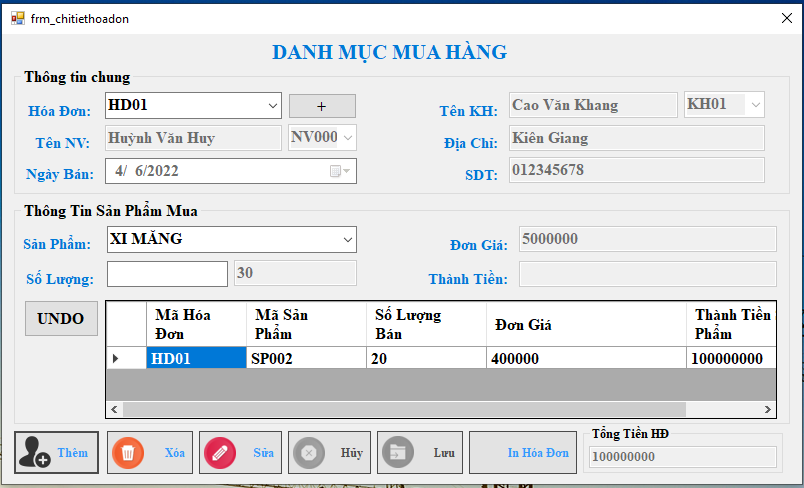 frm_chitiethoadon
DANH MỤC MUA HÀNG
Thông tin chung
Hóa Đơn: HD01 + Tên KH: Cao Văn Khang KH01
Tên NV: Huỳnh Văn Huy NV000 Địa Chỉ: Kiên Giang
Ngày Bán: 4/ 6/2022 SDT: 012345678
Thông Tin Sản Phẩm Mua
Sản Phẩm: XI MĂNG Đơn Giá: 5000000
Số Lượng: 30 Thành Tiền:
UNDO
Mã Hóa Đơn Mã Sản Phẩm Số Lượng Bán Đơn Giá Thành Tiền Phẩm
HD01 SP002 20 400000 100000000
Thêm Xóa Sửa Hủy Lưu In Hóa Đơn
Tổng Tiền HĐ
100000000